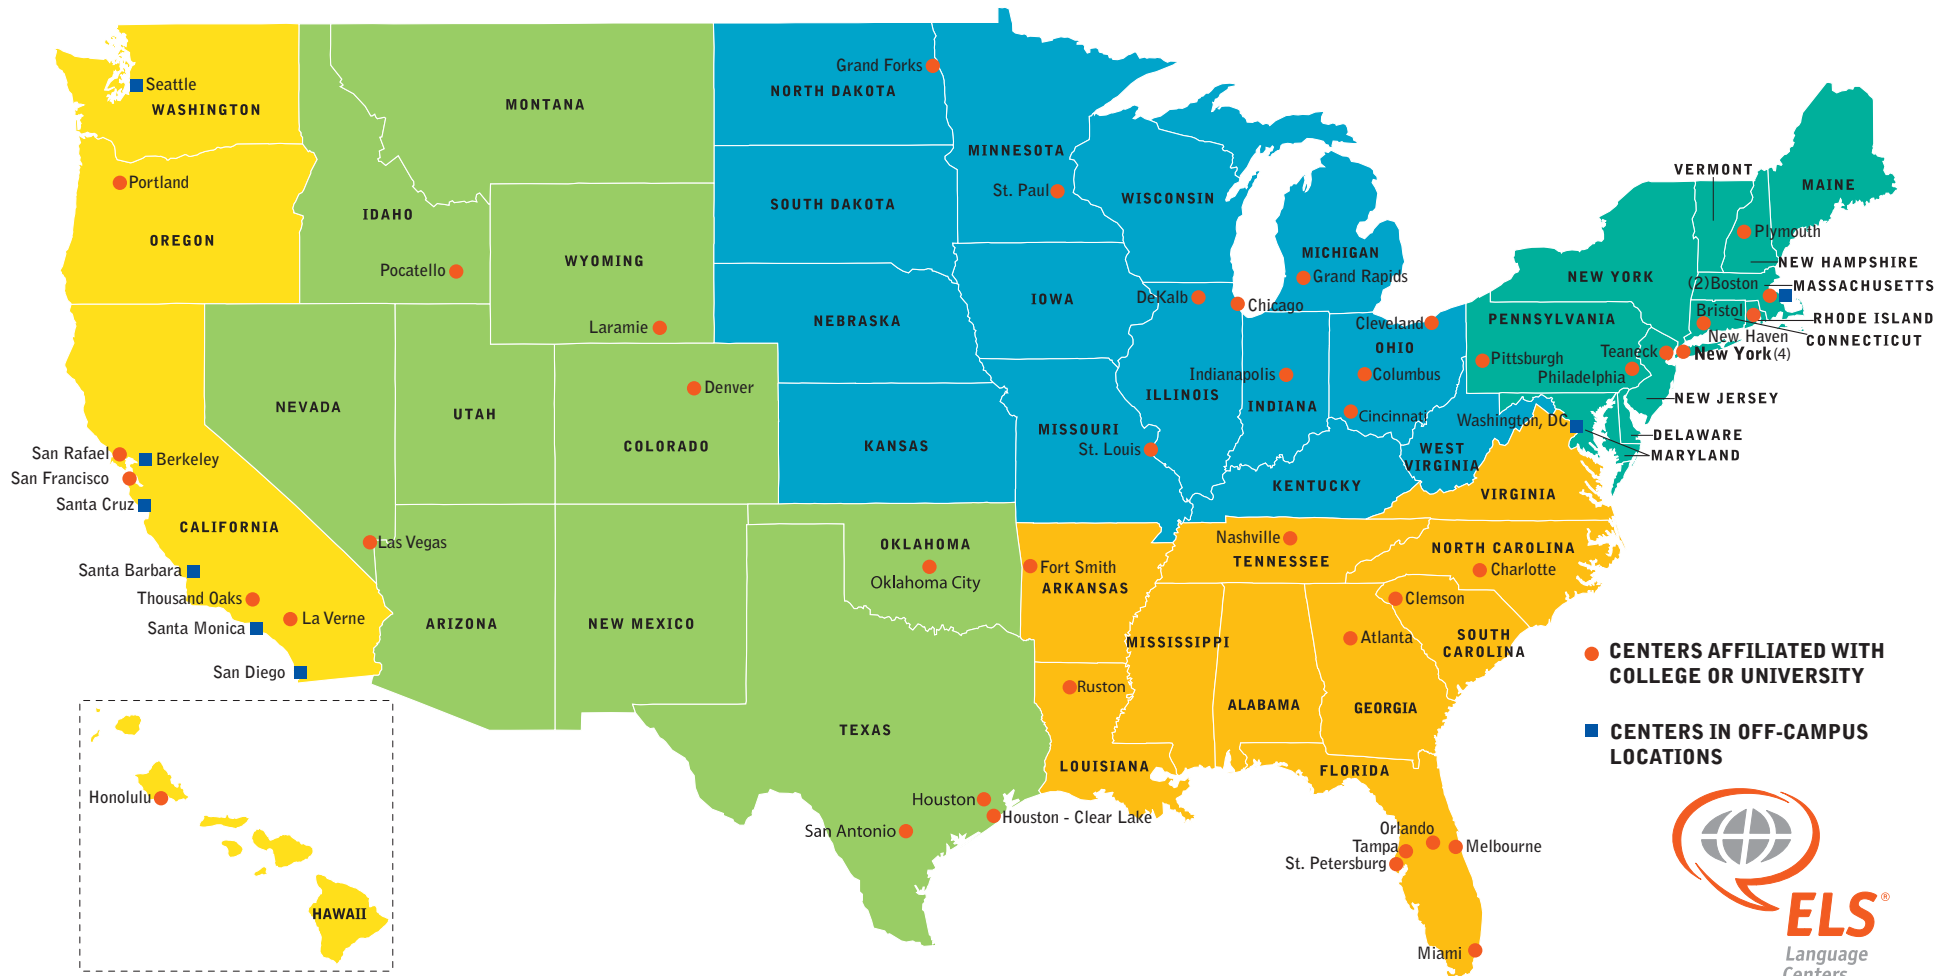 Seattle
WASHINGTON
Portland
OREGON
MONTANA
IDAHO
Pocatello
WYOMING
Laramie
NEVADA
UTAH
Denver
COLORADO
San Rafael
Berkeley
San Francisco
Santa Cruz
CALIFORNIA
Las Vegas
Santa Barbara
Thousand Oaks
La Verne
Santa Monica
San Diego
ARIZONA
NEW MEXICO
Honolulu
HAWAII
Grand Forks
NORTH DAKOTA
MINNESOTA
St. Paul
SOUTH DAKOTA
WISCONSIN
MICHIGAN
Grand Rapids
IOWA
DeKalb
Chicago
NEBRASKA
Cleveland
OHIO
Indianapolis
Columbus
ILLINOIS
INDIANA
Cincinnati
MISSOURI
St. Louis
KANSAS
WEST
VIRGINIA
KENTUCKY
OKLAHOMA
Oklahoma City
TEXAS
Houston
Houston - Clear Lake
San Antonio
Fort Smith
ARKANSAS
Nashville
TENNESSEE
VIRGINIA
NORTH CAROLINA
Charlotte
Clemson
SOUTH
CAROLINA
MISSISSIPPI
Atlanta
Ruston
ALABAMA
GEORGIA
LOUISIANA
FLORIDA
Orlando
Tampa
Melbourne
St. Petersburg
Miami
VERMONT
MAINE
Plymouth
NEW HAMPSHIRE
NEW YORK
(2)Boston
MASSACHUSETTS
Bristol
RHODE ISLAND
PENNSYLVANIA
New Haven
CONNECTICUT
Teaneck
New York(4)
Pittsburgh
Philadelphia
NEW JERSEY
Washington, DC
DELAWARE
MARYLAND
CENTERS AFFILIATED WITH
COLLEGE OR UNIVERSITY
CENTERS IN OFF-CAMPUS
LOCATIONS
ELS®
Language
Centers